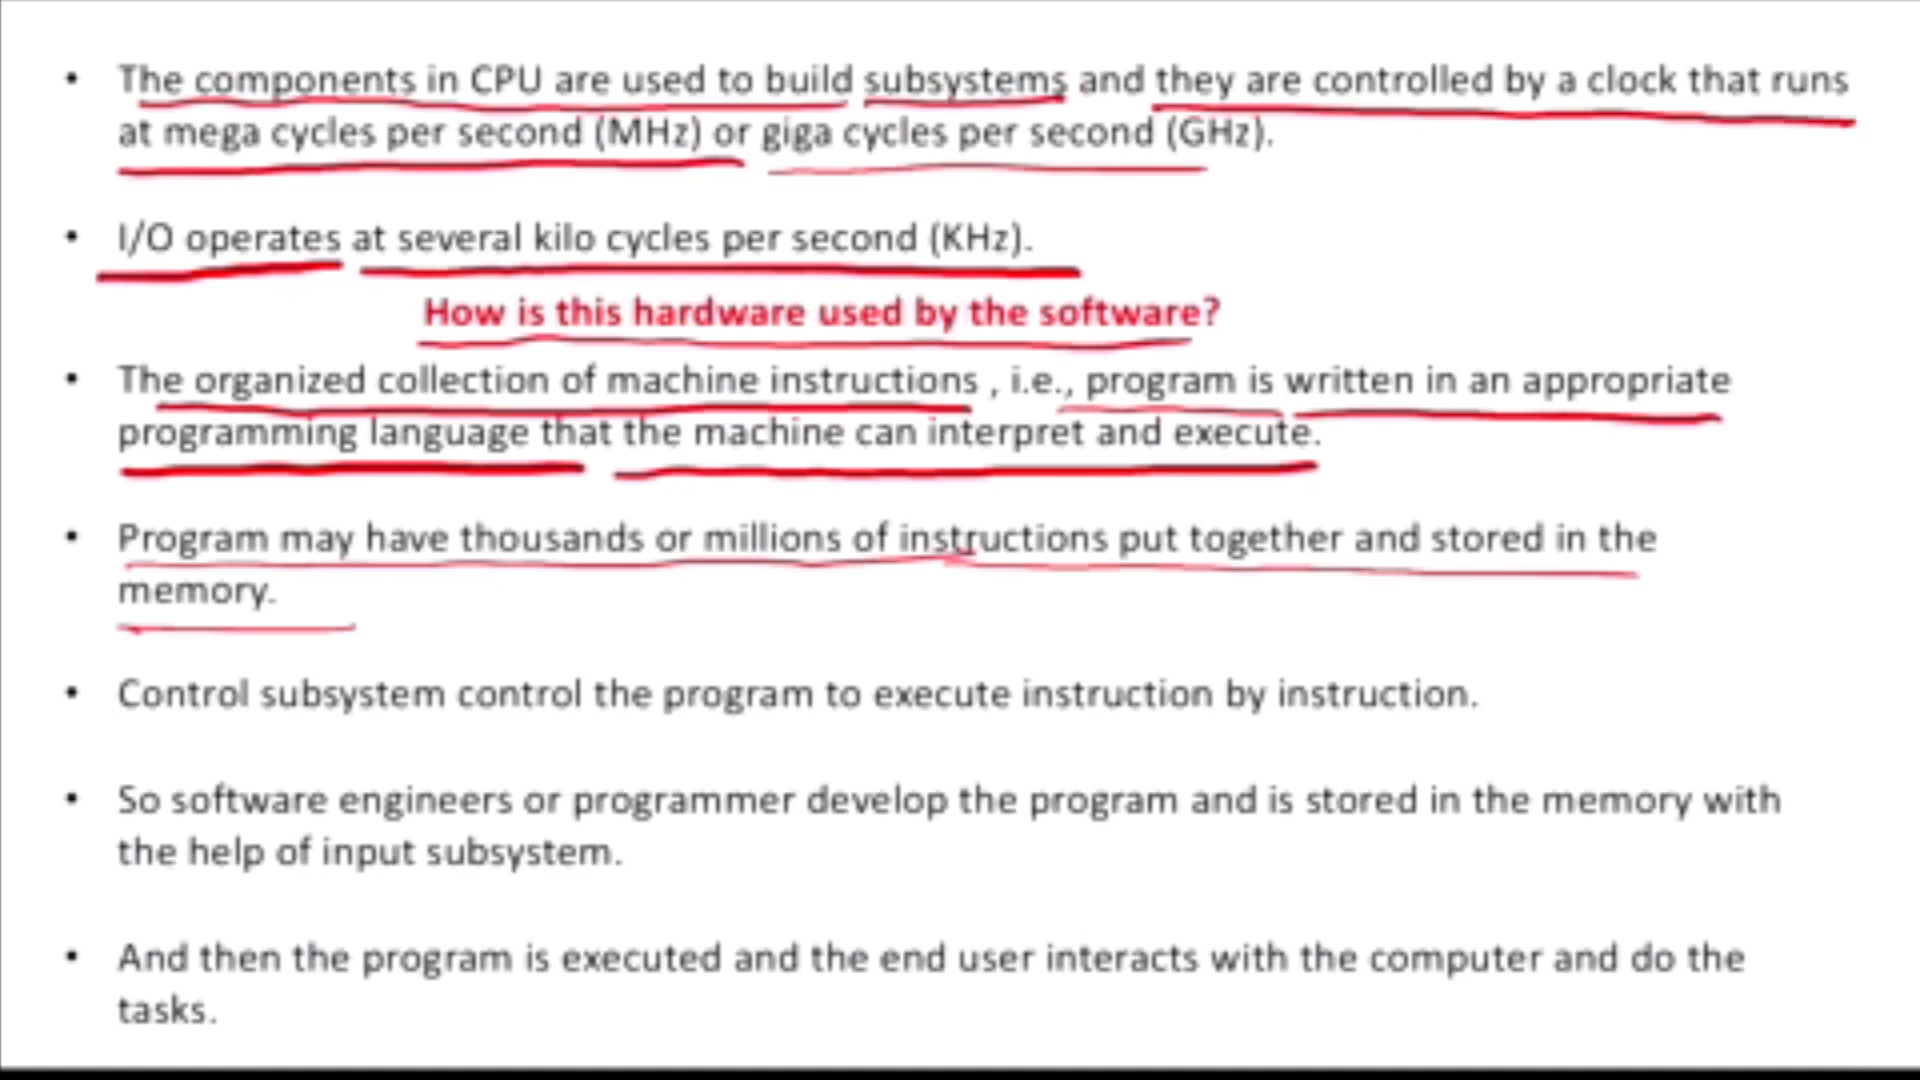 • The components in CPU are used to build subsystems and they are controlled by a clock that runs
at mega cycles per second (MHz) or giga cycles per second (GHz).
• I/O operates at several kilo cycles per second (KHz).
How is this hardware used by the software?
• The organized collection of machine instructions , i.e., program is written in an appropriate
programming language that the machine can interpret and execute.
• Program may have thousands or millions of instructions put together and stored in the
memory.
• Control subsystem control the program to execute instruction by instruction.
• So software engineers or programmer develop the program and is stored in the memory with
the help of input subsystem.
• And then the program is executed and the end user interacts with the computer and do the
tasks.